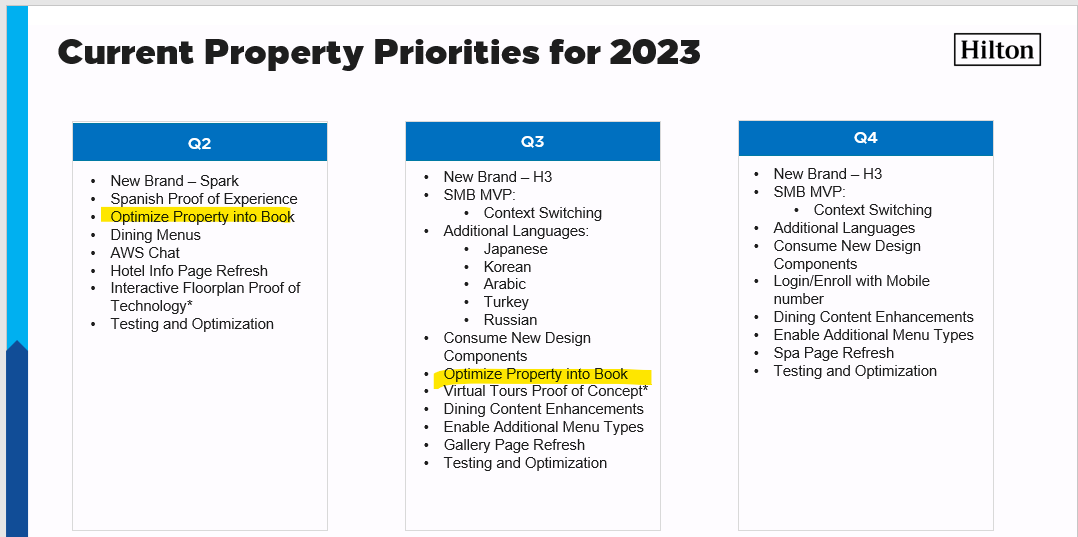 Current Property Priorities for 2023
Hilton
Q2
• New Brand – Spark
• Spanish Proof of Experience
• Optimize Property into Book
• Dining Menus
• AWS Chat
• Hotel Info Page Refresh
• Interactive Floorplan Proof of
Technology*
• Testing and Optimization
Q3
• New Brand – H3
• SMB MVP:
• Context Switching
• Additional Languages:
• Japanese
• Korean
• Arabic
• Turkey
• Russian
• Consume New Design
Components
• Optimize Property into Book
• Virtual Tours Proof of Concept*
• Dining Content Enhancements
• Enable Additional Menu Types
• Gallery Page Refresh
• Testing and Optimization
Q4
• New Brand – H3
• SMB MVP:
• Context Switching
• Additional Languages
• Consume New Design
Components
• Login/Enroll with Mobile
number
• Dining Content Enhancements
• Enable Additional Menu Types
• Spa Page Refresh
• Testing and Optimization